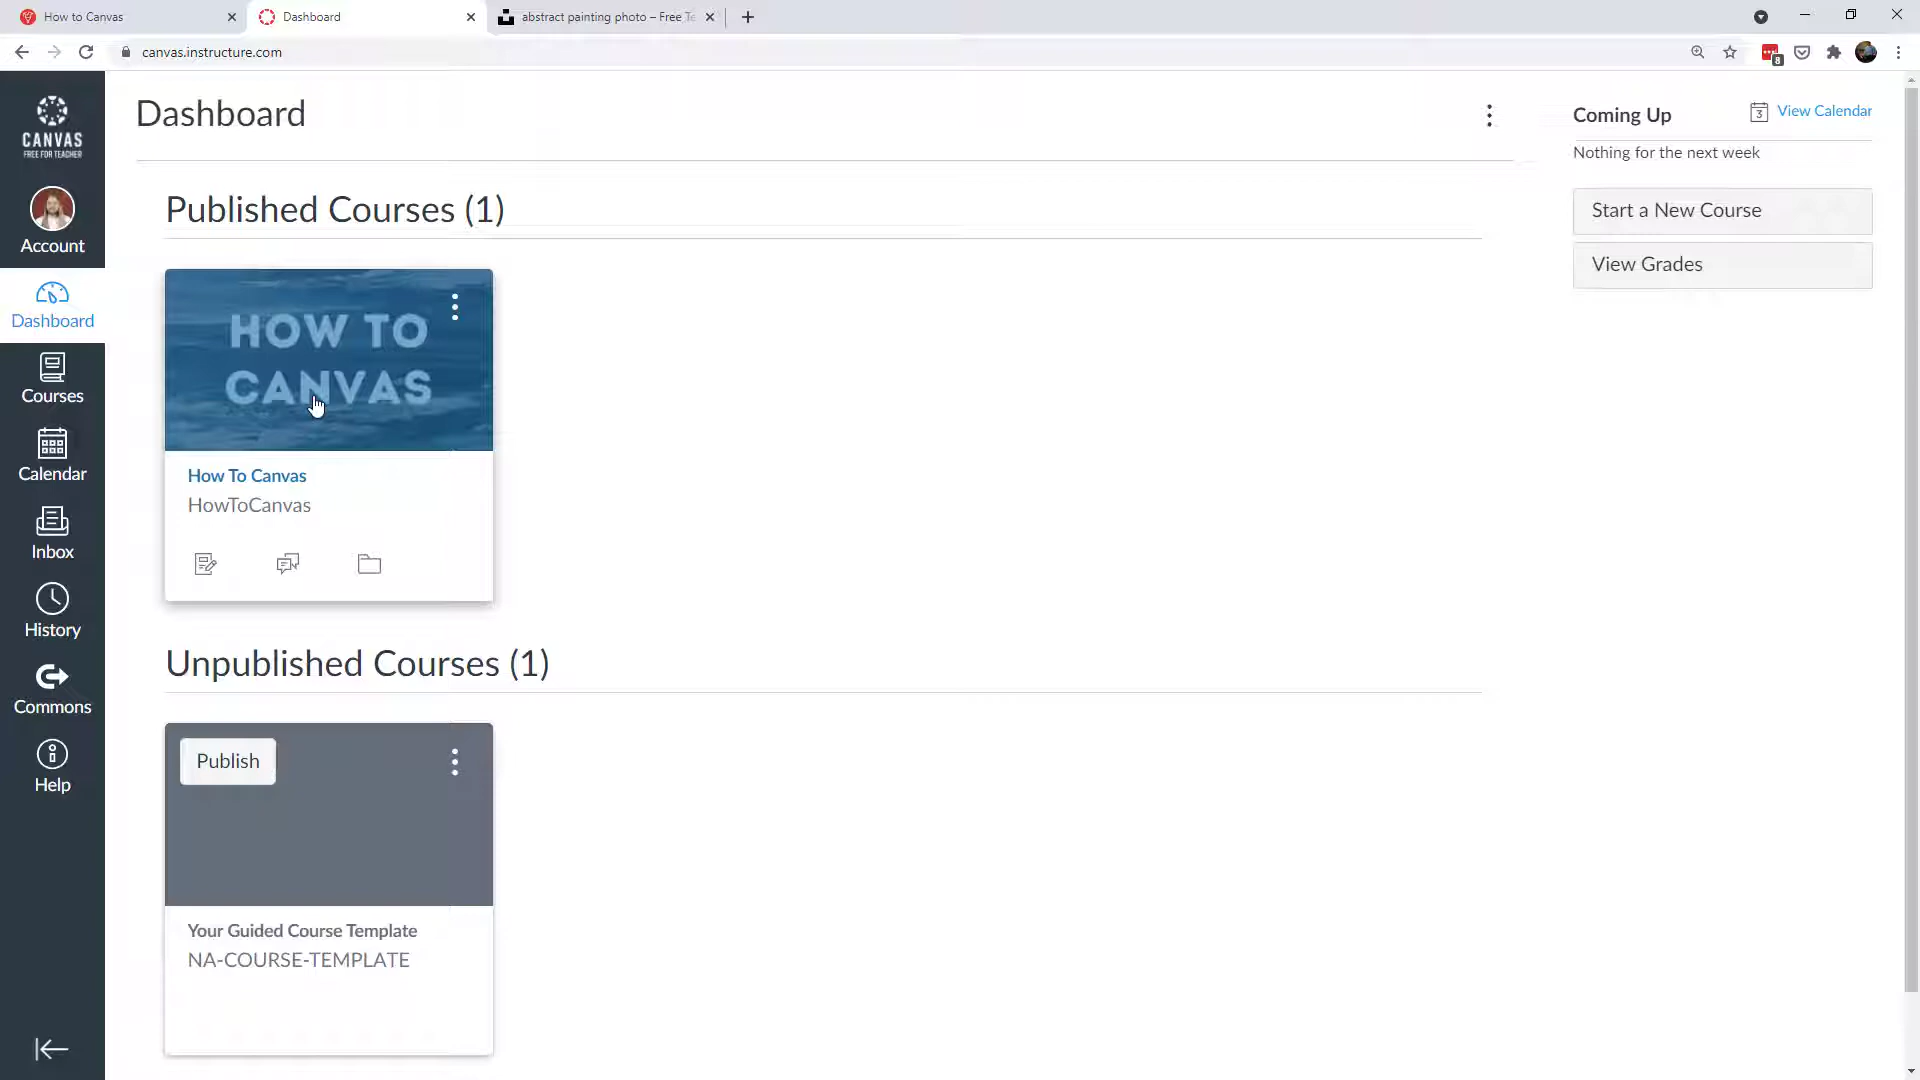 How to Canvas
Dashboard
abstract painting photo – Free Te
canvas.instructure.com
8
CANVAS
FREE FOR TEACHER
Account
Dashboard
Courses
Calendar
Inbox
History
Commons
Help
Dashboard
Published Courses (1)
HOW TO
CANVAS
How To Canvas
HowToCanvas
Unpublished Courses (1)
Publish
Your Guided Course Template
NA-COURSE-TEMPLATE
Coming Up
3
View Calendar
Nothing for the next week
Start a New Course
View Grades